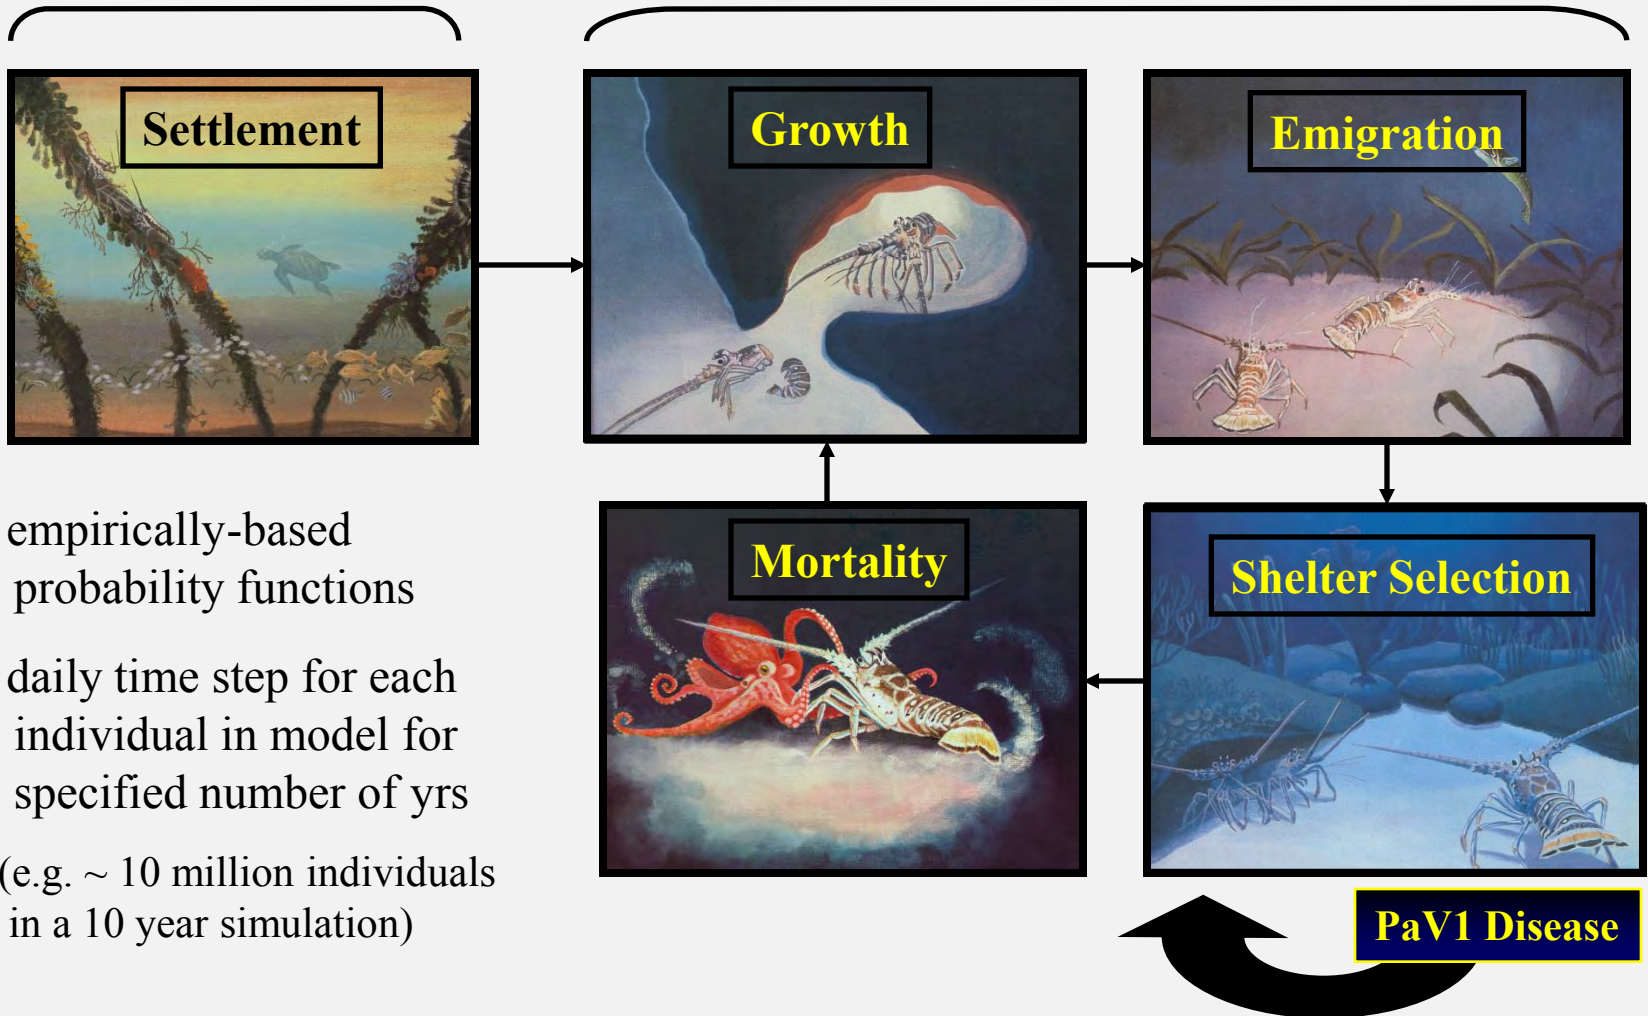 Settlement
Growth
Emigration
Mortality
Shelter Selection
empirically-based
probability functions
daily time step for each
individual in model for
specified number of yrs
(e.g. ~ 10 million individuals
in a 10 year simulation)
PaV1 Disease